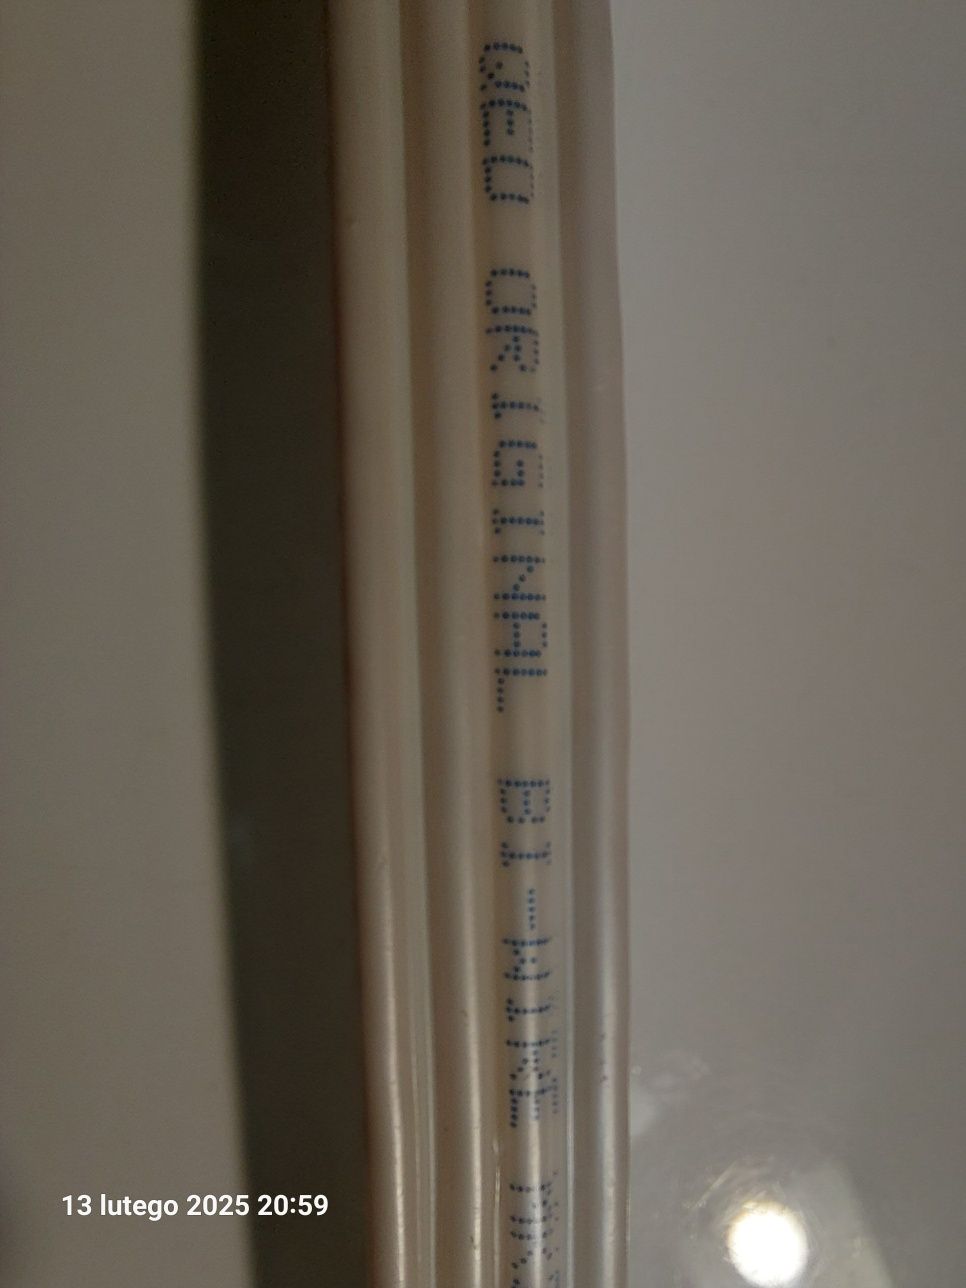 QED ORIGINAL BI-WIRE
13 lutego 2025 20:59